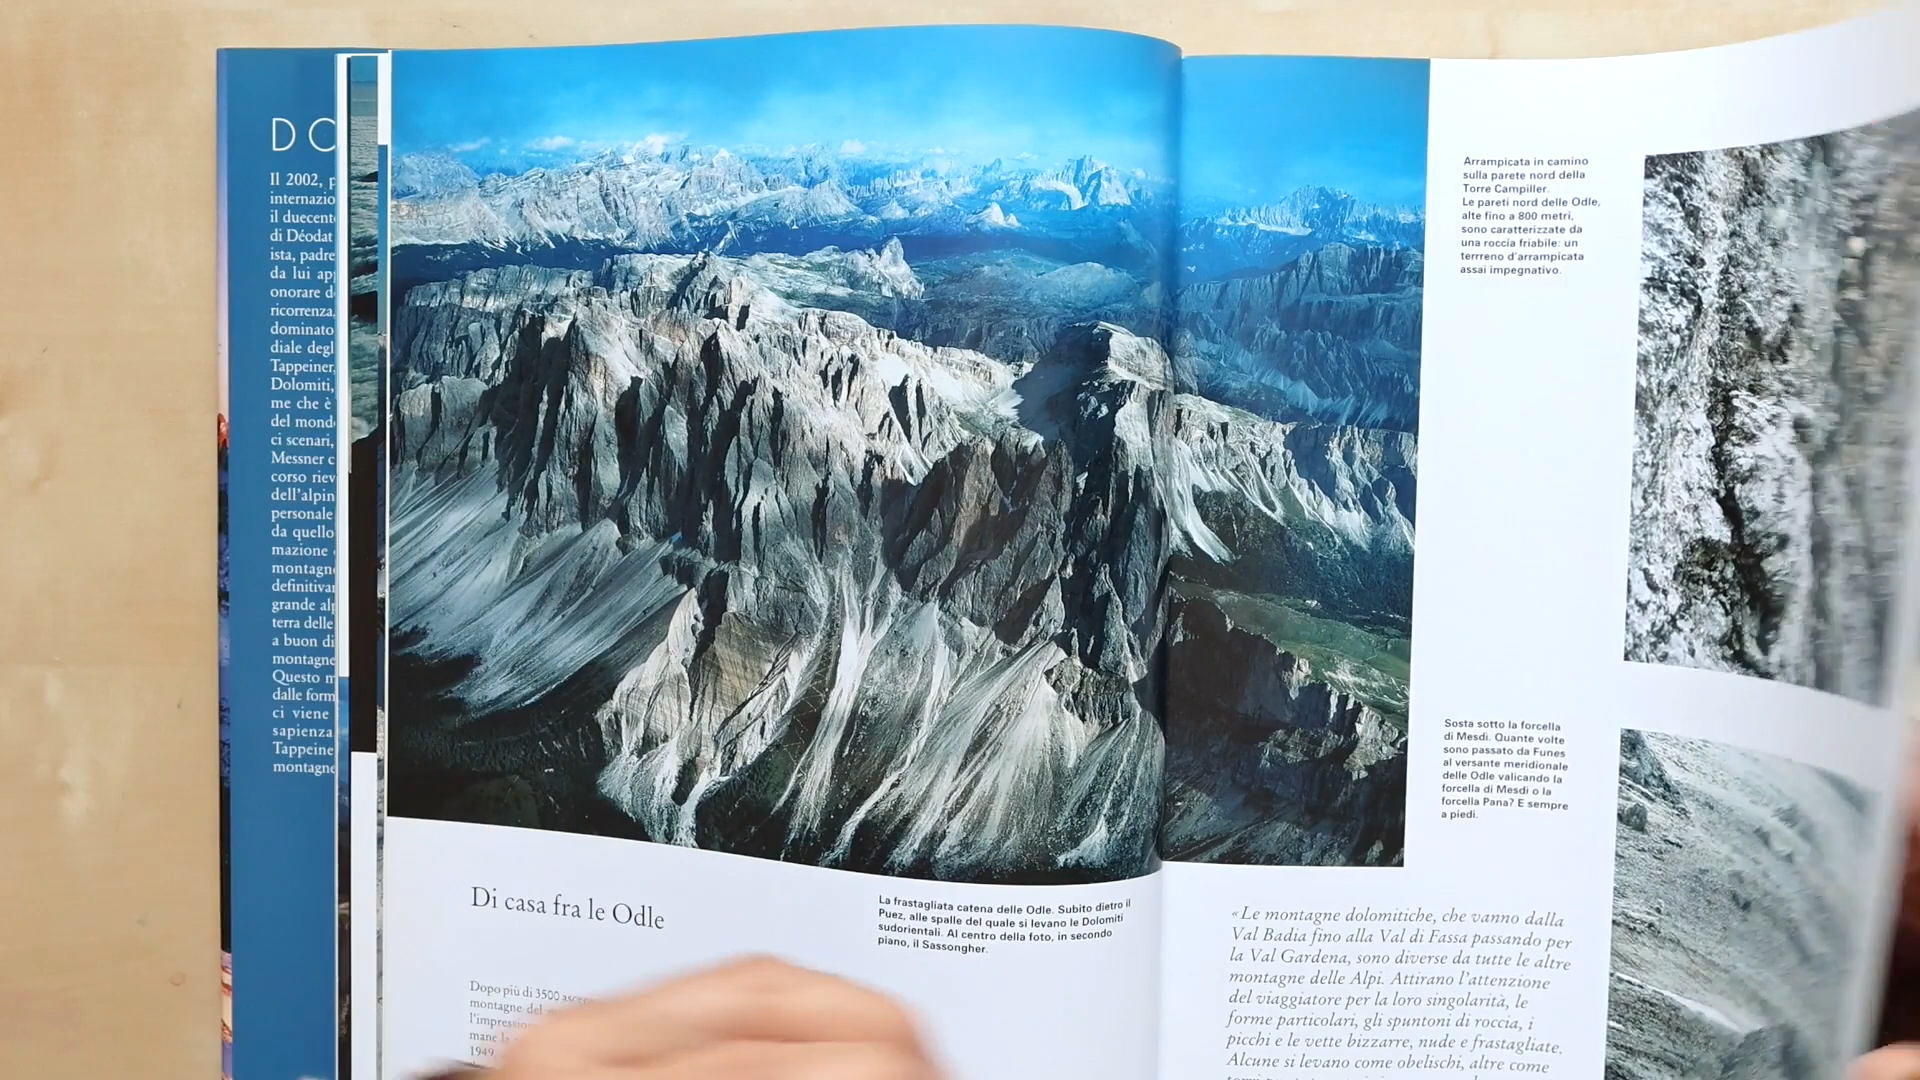 DO
Il 2002, p
internazio
il duecent
di Déodat
ista, padre
da lui ap
onorare d
ricorrenza,
dominato
diale degl
Tappeiner,
Dolomiti,
me che è
del mond
ci scenari,
Messner c
corso riev
dell'alpin
personale
da quello
mazione
montagn
definitiva
grande al
terra delle
a buon di
montagne
Questo m
dalle form
ci viene
sapienza
Tappeine
montagne
Di casa fra le Odle
Dopo più di 3500
montagne del
l'impressio
mane la
1949
La frastagliata catena delle Odle. Subito dietro il
Puez, alle spalle del quale si levano le Dolomiti
sudorientali. Al centro della foto, in secondo
piano, il Sassongher.
Arrampicata in camino
sulla parete nord della
Torre Campiller.
Le pareti nord delle Odle,
alte fino a 800 metri,
sono caratterizzate da
una roccia friabile: un
terrreno d'arrampicata
assai impegnativo.
Sosta sotto la forcella
di Mesdì. Quante volte
sono passato da Funes
al versante meridionale
delle Odle valicando la
forcella di Mesdì o la
forcella Pana? E sempre
a piedi.
«Le montagne dolomitiche, che vanno dalla
Val Badia fino alla Val di Fassa passando per
la Val Gardena, sono diverse da tutte le altre
montagne delle Alpi. Attirano l'attenzione
del viaggiatore per la loro singolarità, le
forme particolari, gli spuntoni di roccia, i
picchi e le vette bizzarre, nude e frastagliate.
Alcune si levano come obelischi, altre come